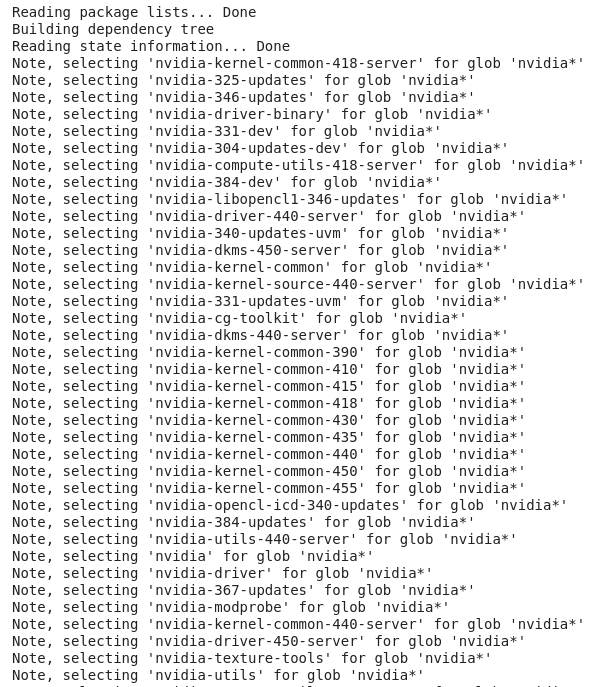 Reading package lists... Done
Building dependency tree
Reading state information... Done
Note, selecting 'nvidia-kernel-common-418-server' for glob 'nvidia*'
Note, selecting 'nvidia-325-updates' for glob 'nvidia*'
Note, selecting 'nvidia-346-updates' for glob 'nvidia*'
Note, selecting 'nvidia-driver-binary' for glob 'nvidia*'
Note, selecting 'nvidia-331-dev' for glob 'nvidia*'
Note, selecting 'nvidia-304-updates-dev' for glob 'nvidia*'
Note, selecting 'nvidia-compute-utils-418-server' for glob 'nvidia*'
Note, selecting 'nvidia-384-dev' for glob 'nvidia*'
Note, selecting 'nvidia-libopencl1-346-updates' for glob 'nvidia*'
Note, selecting 'nvidia-driver-440-server' for glob 'nvidia*'
Note, selecting 'nvidia-340-updates-uvm' for glob 'nvidia*'
Note, selecting 'nvidia-dkms-450-server' for glob 'nvidia*'
Note, selecting 'nvidia-kernel-common' for glob 'nvidia*'
Note, selecting 'nvidia-kernel-source-440-server' for glob 'nvidia*'
Note, selecting 'nvidia-331-updates-uvm' for glob 'nvidia*'
Note, selecting 'nvidia-cg-toolkit' for glob 'nvidia*'
Note, selecting 'nvidia-dkms-440-server' for glob 'nvidia*'
Note, selecting 'nvidia-kernel-common-390' for glob 'nvidia*'
Note, selecting 'nvidia-kernel-common-410' for glob 'nvidia*'
Note, selecting 'nvidia-kernel-common-415' for glob 'nvidia*'
Note, selecting 'nvidia-kernel-common-418' for glob 'nvidia*'
Note, selecting 'nvidia-kernel-common-430' for glob 'nvidia*'
Note, selecting 'nvidia-kernel-common-435' for glob 'nvidia*'
Note, selecting 'nvidia-kernel-common-440' for glob 'nvidia*'
Note, selecting 'nvidia-kernel-common-450' for glob 'nvidia*'
Note, selecting 'nvidia-kernel-common-455' for glob 'nvidia*'
Note, selecting 'nvidia-opencl-icd-340-updates' for glob 'nvidia*'
Note, selecting 'nvidia-384-updates' for glob 'nvidia*'
Note, selecting 'nvidia-utils-440-server' for glob 'nvidia*'
Note, selecting 'nvidia' for glob 'nvidia*'
Note, selecting 'nvidia-driver' for glob 'nvidia*'
Note, selecting 'nvidia-367-updates' for glob 'nvidia*'
Note, selecting 'nvidia-modprobe' for glob 'nvidia*'
Note, selecting 'nvidia-kernel-common-440-server' for glob 'nvidia*'
Note, selecting 'nvidia-driver-450-server' for glob 'nvidia*'
Note, selecting 'nvidia-texture-tools' for glob 'nvidia*'
Note, selecting 'nvidia-utils' for glob 'nvidia*'